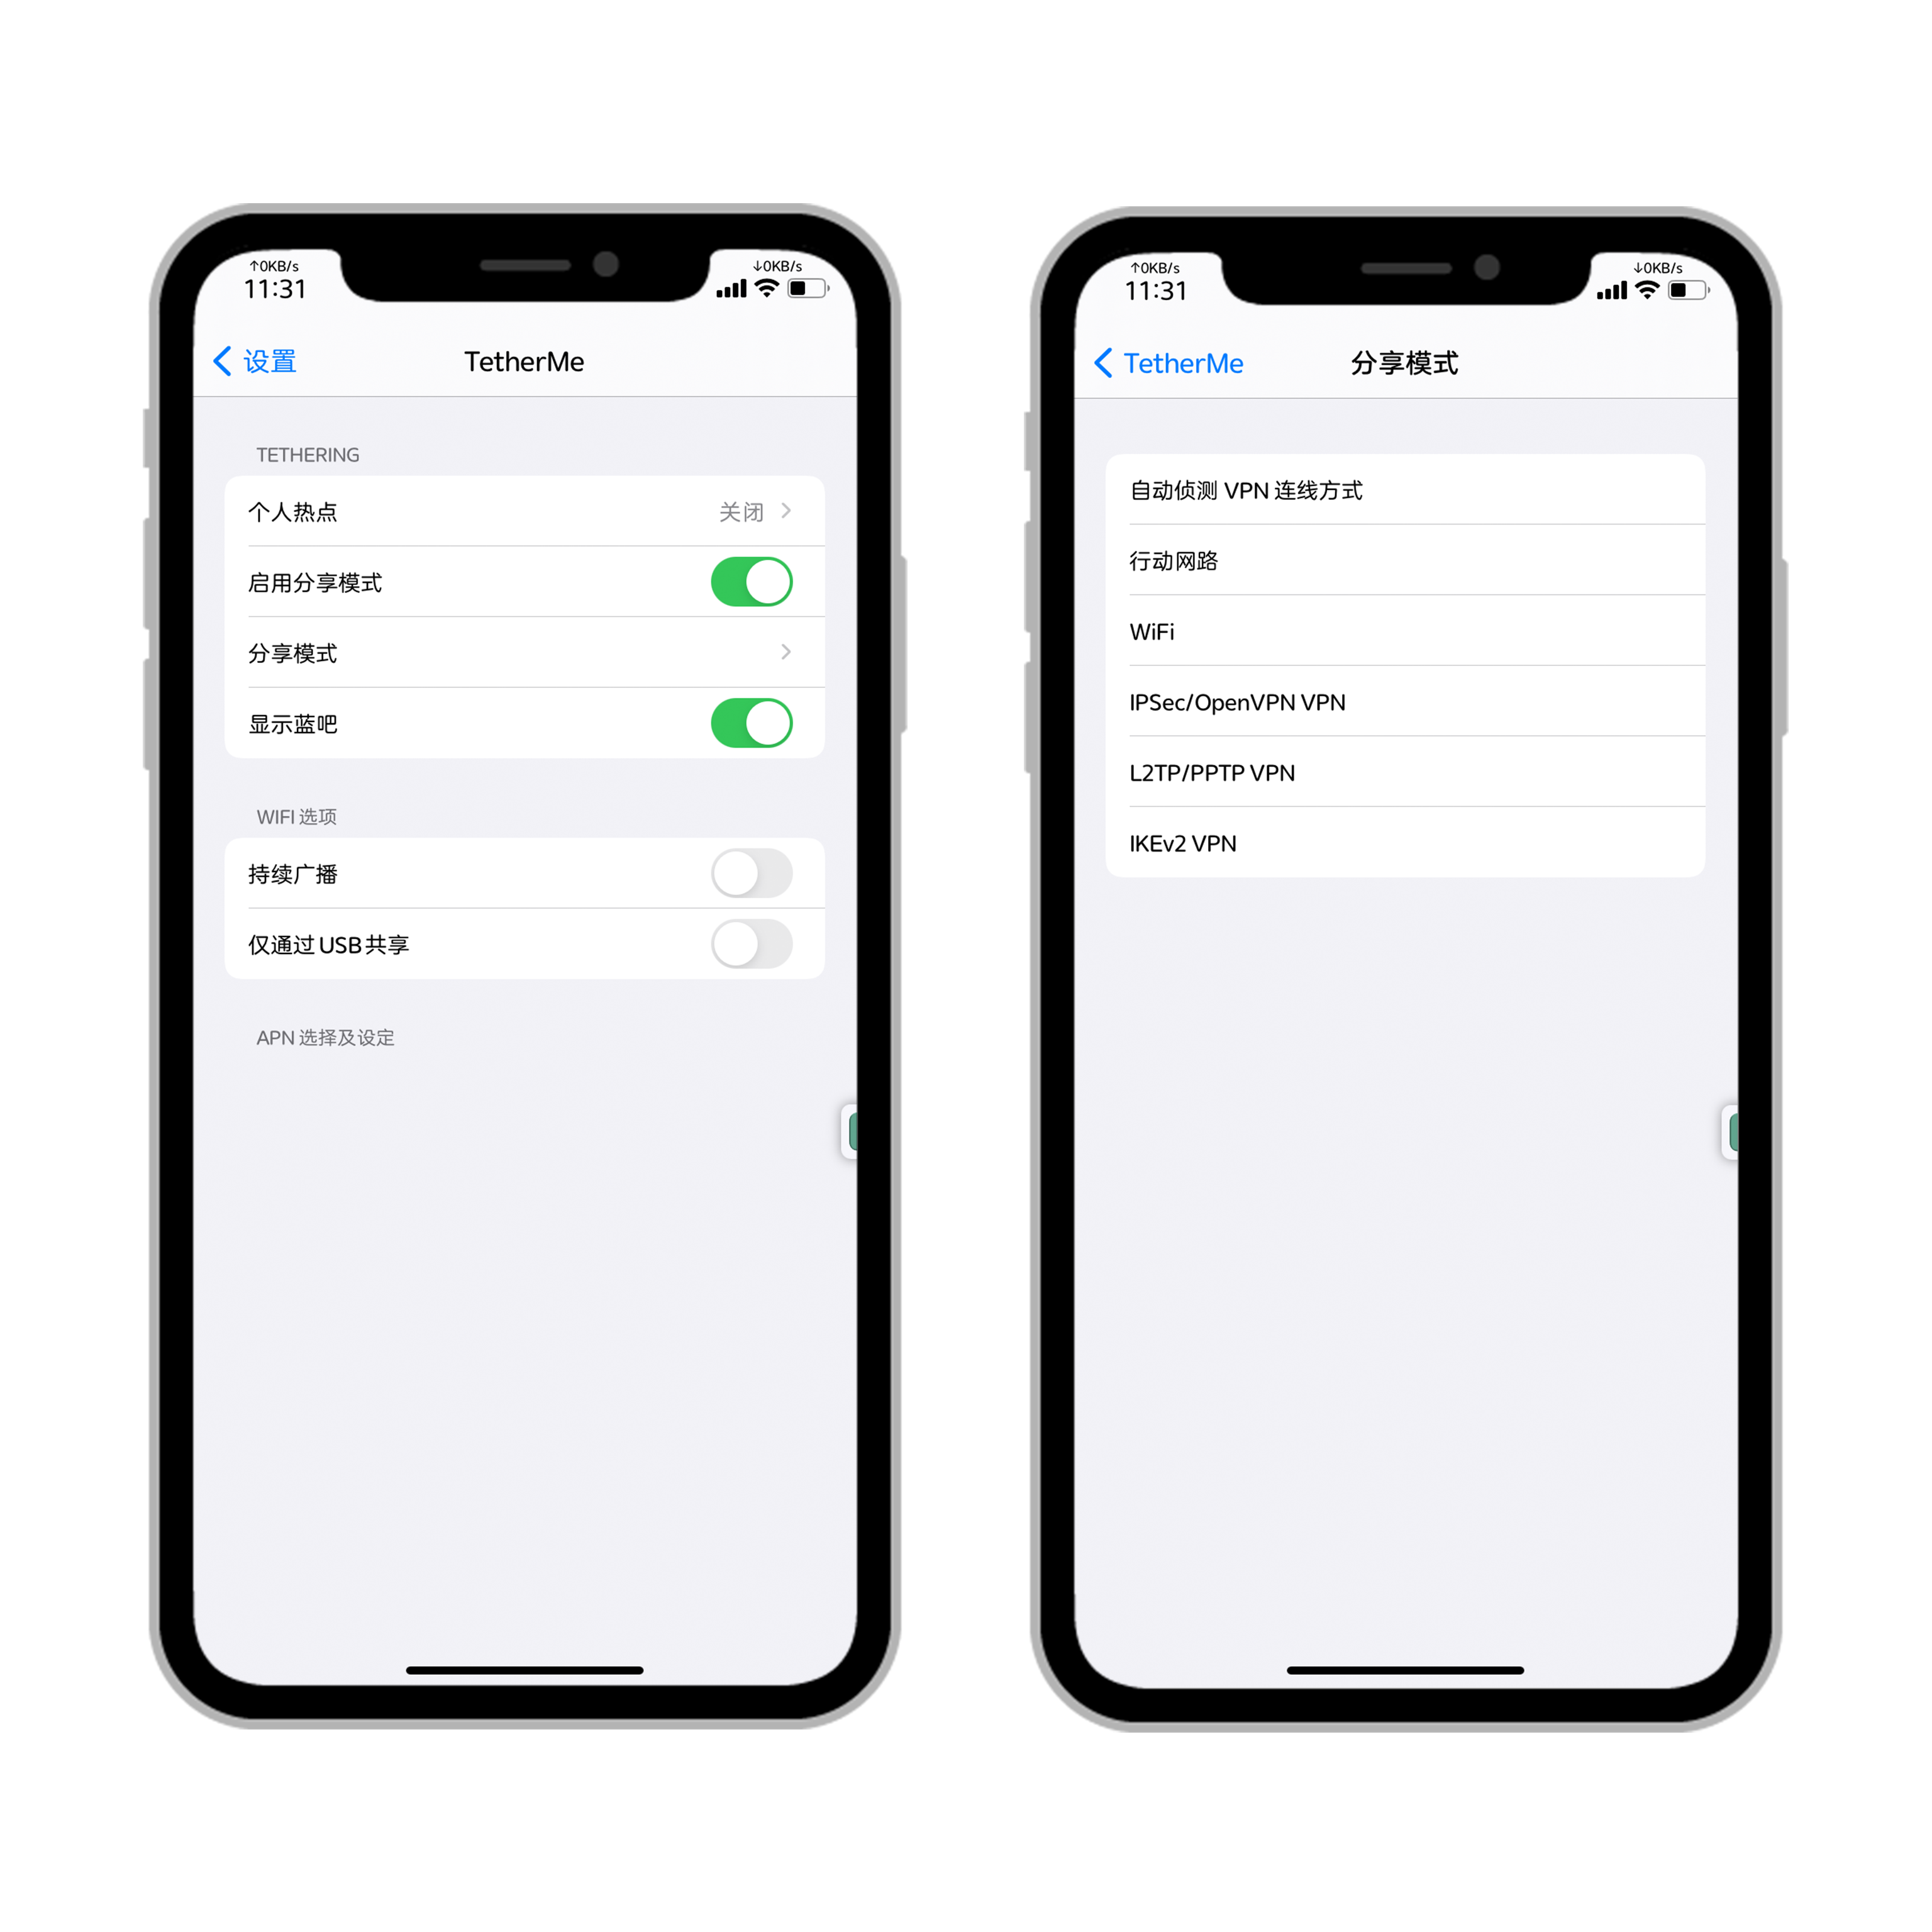 ↑0KB/s
11:31
↓0KB/s
设置
TetherMe
TETHERING
个人热点
关闭
启用分享模式
分享模式
显示蓝吧
WIFI 选项
持续广播
仅通过USB共享
APN 选择及设定
↑0KB/s
11:31
↓0KB/s
TetherMe
分享模式
自动侦测 VPN 连线方式
行动网路
WiFi
IPSec/OpenVPN VPN
L2TP/PPTP VPN
IKEv2 VPN